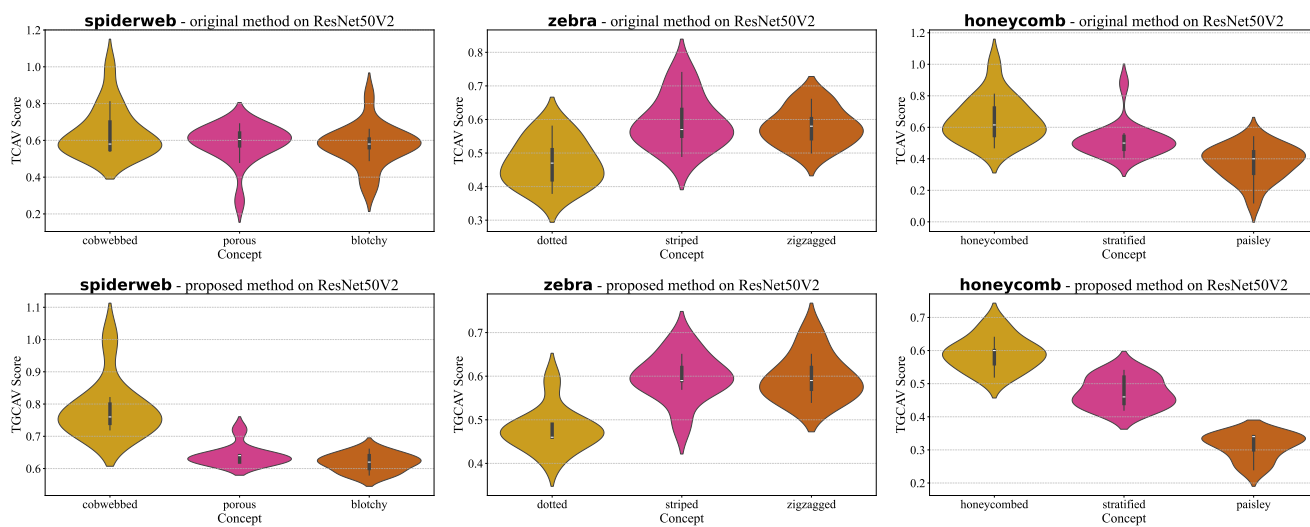 spiderweb - original method on ResNet50V2
TCAV Score
1.2
1.0
0.8
0.6
0.4
0.2
cobwebbed porous blotchy
Concept
zebra - original method on ResNet50V2
TCAV Score
0.8
0.7
0.6
0.5
0.4
0.3
dotted striped zigzagged
Concept
honeycomb - original method on ResNet50V2
TCAV Score
1.2
1.0
0.8
0.6
0.4
0.2
0.0
honeycombed stratified paisley
Concept
spiderweb - proposed method on ResNet50V2
TGCAV Score
1.1
1.0
0.9
0.8
0.7
0.6
cobwebbed porous blotchy
Concept
zebra - proposed method on ResNet50V2
TGCAV Score
0.7
0.6
0.5
0.4
dotted striped zigzagged
Concept
honeycomb - proposed method on ResNet50V2
TGCAV Score
0.7
0.6
0.5
0.4
0.3
0.2
honeycombed stratified paisley
Concept